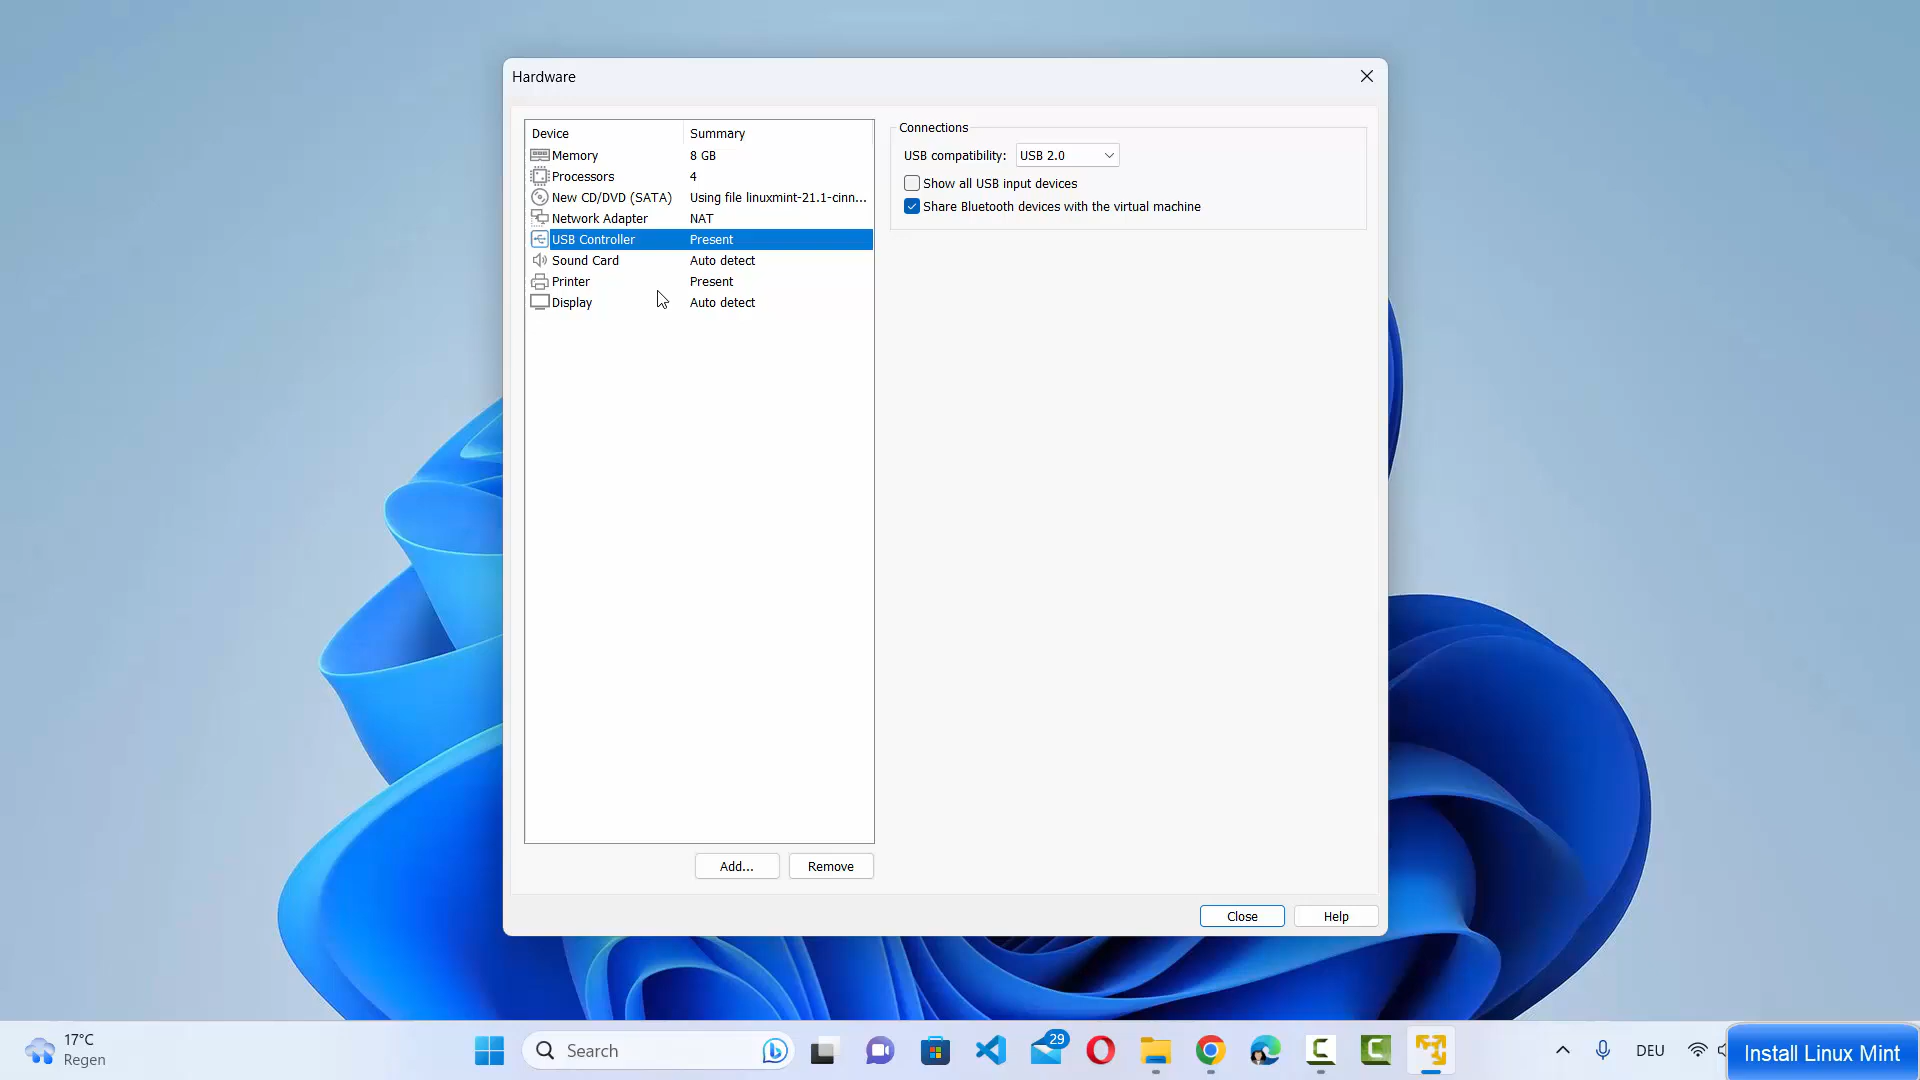 Hardware
Device Summary
Memory 8 GB
Processors 4
New CD/DVD (SATA) Using file linuxmint-21.1-cinn...
Network Adapter NAT
USB Controller Present
Sound Card Auto detect
Printer Present
Display Auto detect
Add... Remove
Connections
USB compatibility: USB 2.0
Show all USB input devices
Share Bluetooth devices with the virtual machine
Close Help
17°C
Regen
Search
29
DEU
Install Linux Mint